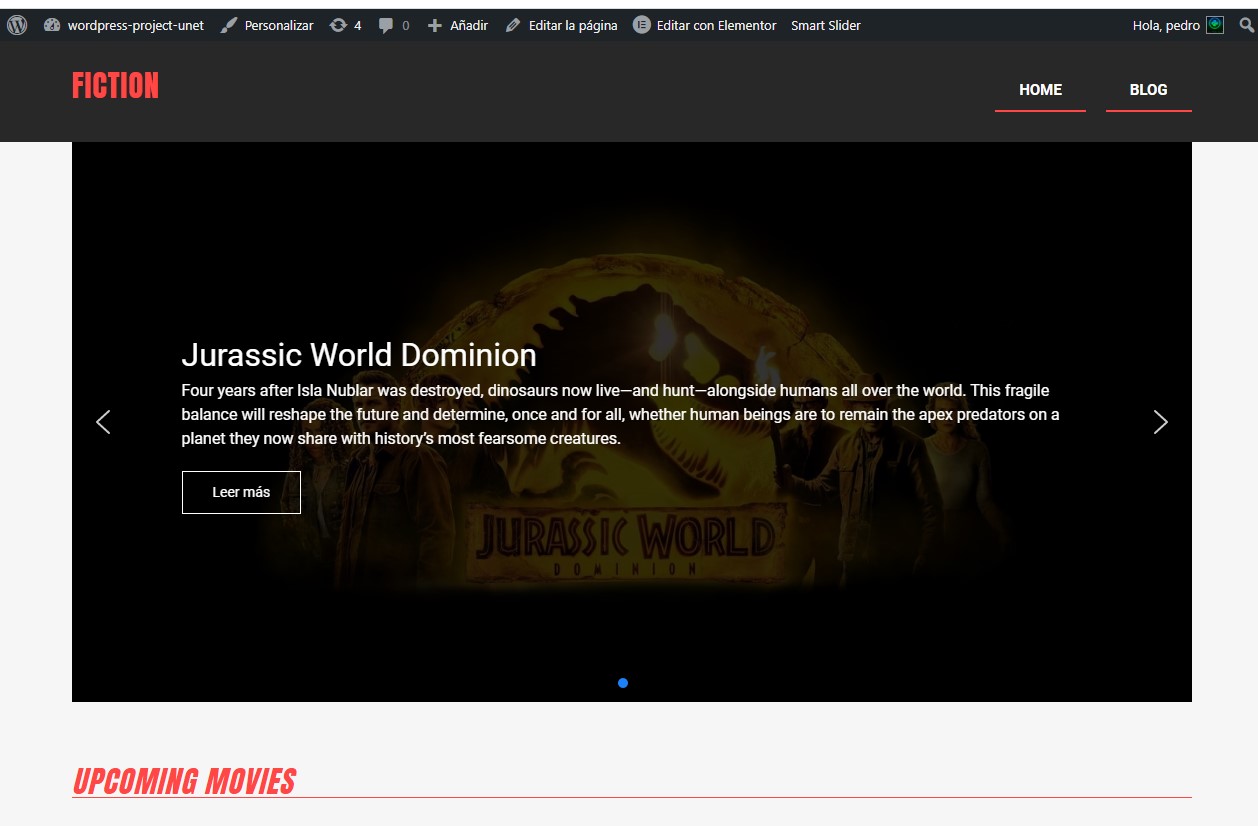 wordpress-project-unet Personalizar 4 0 Añadir Editar la página Editar con Elementor Smart Slider Hola, pedro
FICTION
HOME BLOG
Jurassic World Dominion
Four years after Isla Nublar was destroyed, dinosaurs now live—and hunt—alongside humans all over the world. This fragile
balance will reshape the future and determine, once and for all, whether human beings are to remain the apex predators on a
planet they now share with history’s most fearsome creatures.
Leer más
JURASSIC WORLD
DOMINION
UPCOMING MOVIES